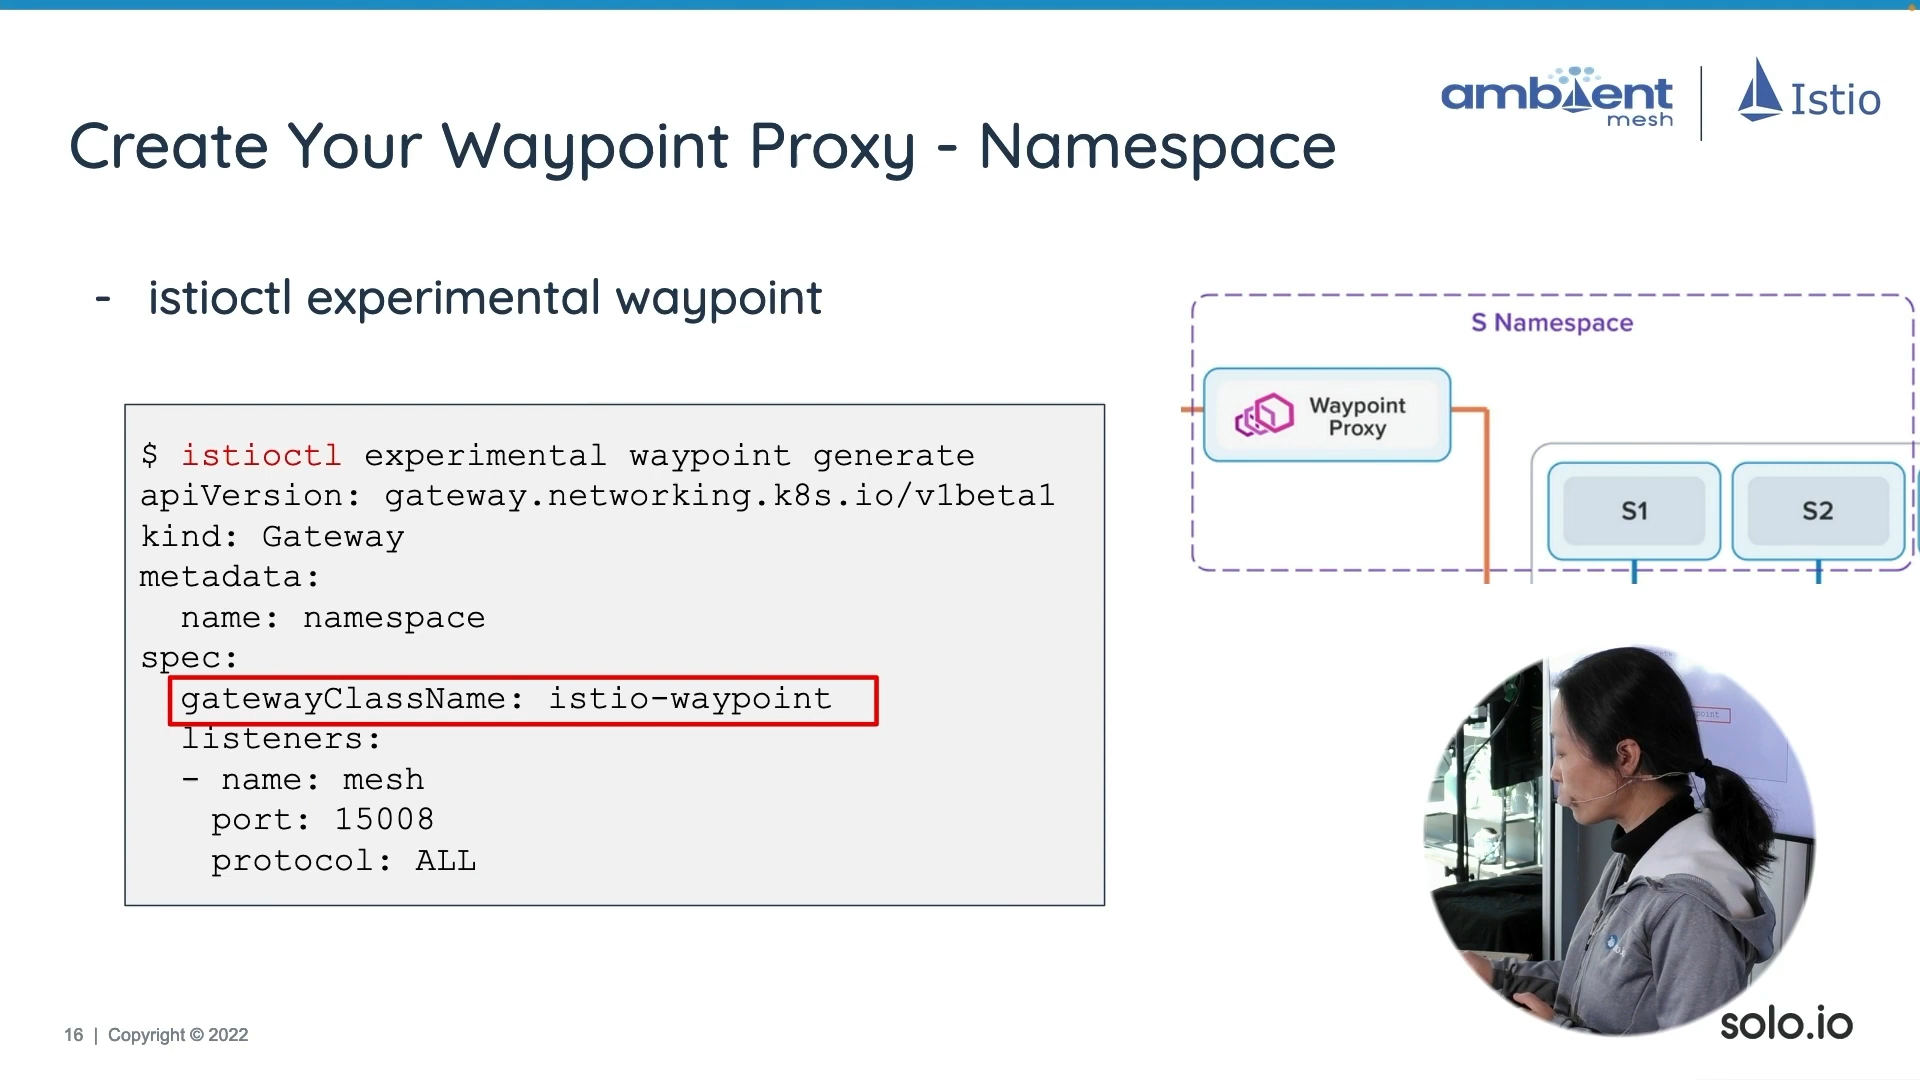 ambient
mesh
Istio
Create Your Waypoint Proxy - Namespace
- istioctl experimental waypoint
$ istioctl experimental waypoint generate
apiVersion: gateway.networking.k8s.io/v1beta1
kind: Gateway
metadata:
name: namespace
spec:
gatewayClassName: istio-waypoint
listeners:
- name: mesh
port: 15008
protocol: ALL
S Namespace
Waypoint
Proxy
S1
S2
16 | Copyright © 2022
solo.io